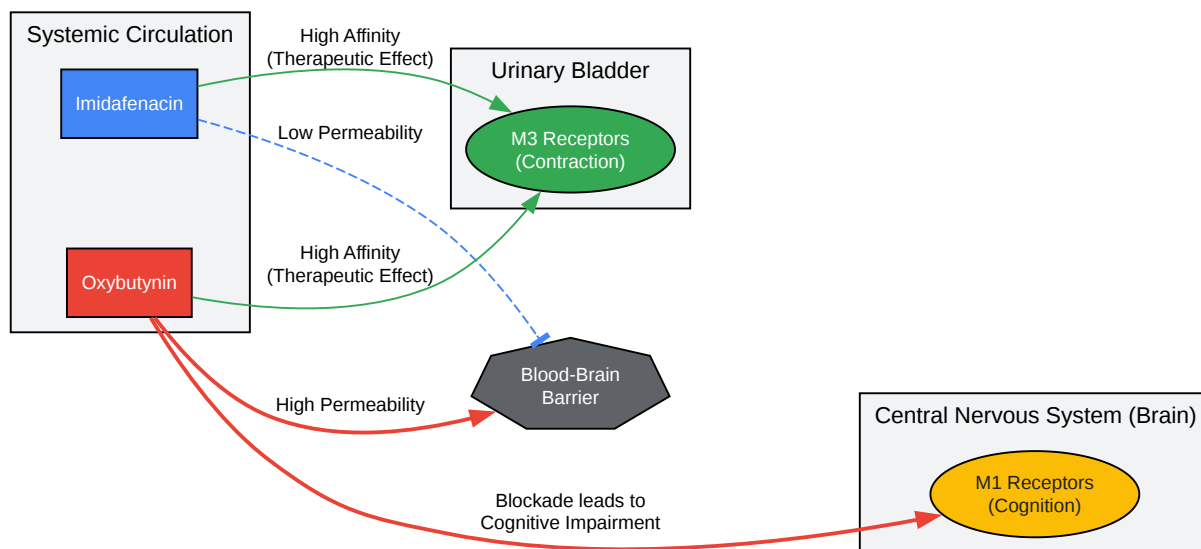 Systemic Circulation
Imidafenacin
Oxybutynin
High Affinity
(Therapeutic Effect)
Low Permeability
High Affinity
(Therapeutic Effect)
High Permeability
Urinary Bladder
M3 Receptors
(Contraction)
Blood-Brain
Barrier
Blockade leads to
Cognitive Impairment
Central Nervous System (Brain)
M1 Receptors
(Cognition)